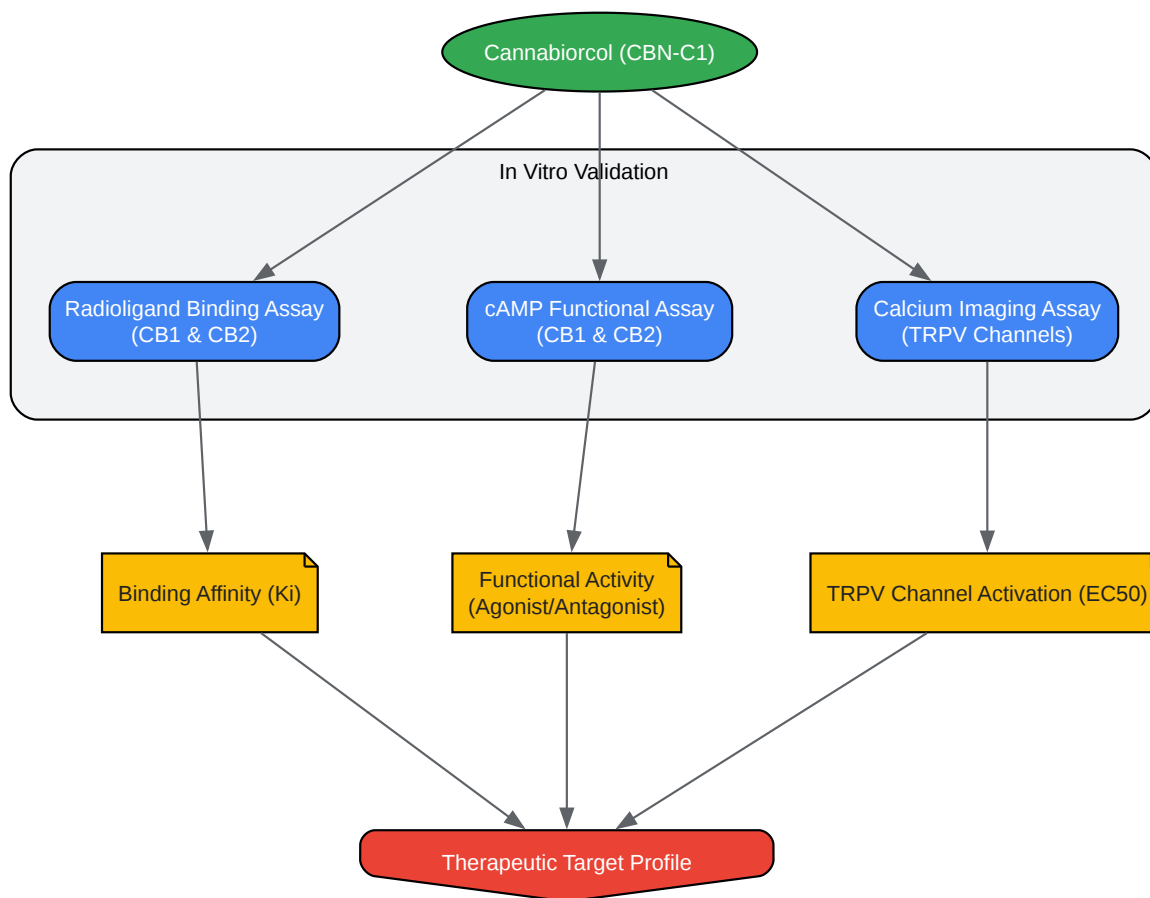 Cannabiorcol (CBN-C1)
In Vitro Validation
Radioligand Binding Assay
(CB1 & CB2)
cAMP Functional Assay
(CB1 & CB2)
Calcium Imaging Assay
(TRPV Channels)
Binding Affinity (Ki)
Functional Activity
(Agonist/Antagonist)
TRPV Channel Activation (EC50)
Therapeutic Target Profile